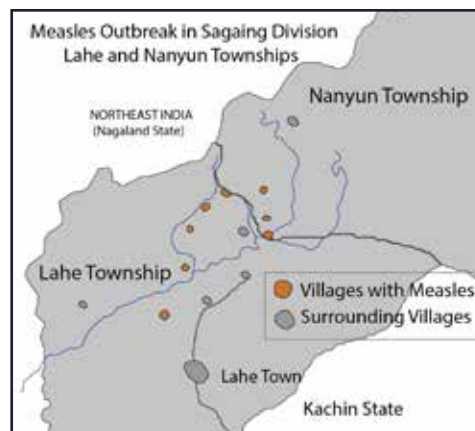 Measles Outbreak in Sagaing Division
Lahe and Nanyun Townships
NORTHEAST INDIA
(Nagaland State)
Nanyun Township
Lahe Township
Villages with Measles
Surrounding Villages
Lahe Town
Kachin State